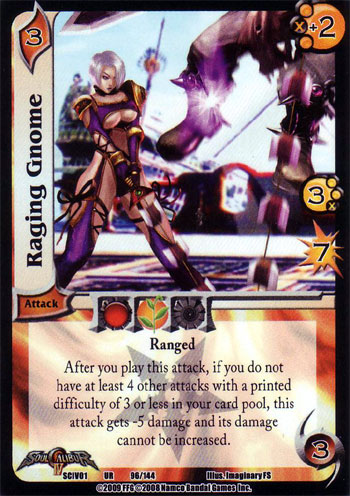 3
X +2
Raging Gnome
3
7
Attack
Ranged
After you play this attack, if you do not
have at least 4 other attacks with a printed
difficulty of 3 or less in your card pool, this
attack gets -5 damage and its damage
cannot be increased.
3
SOULCALIBUR
IV
SCIV01 UR 96/144 Illus. Imaginary FS
©2009 FFG ©2008 Namco Bandai Games Inc.